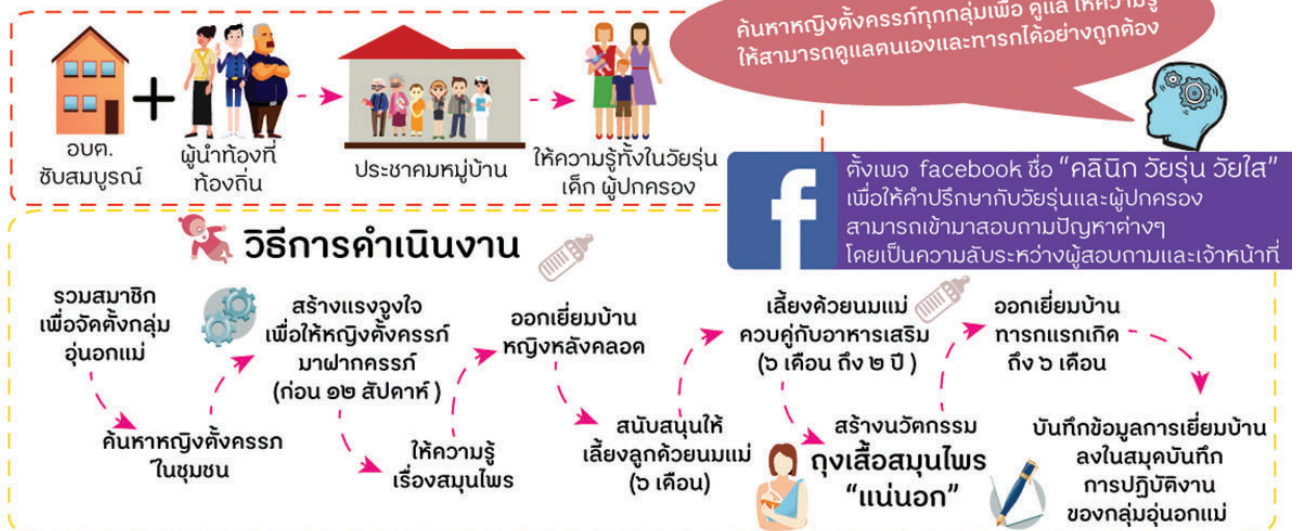 ค้นหาหญิงตั้งครรภ์ทุกกลุ่มเพื่อ ดูแล ให้ความรู้
ให้สามารถดูแลตนเองและทารกได้อย่างถูกต้อง
อบต.
ซับสมบูรณ์
ผู้นำท้องที่
ท้องถิ่น
ประชาคมหมู่บ้าน
ให้ความรู้ทั้งในวัยรุ่น
เด็ก ผู้ปกครอง
ตั้งเพจ facebook ชื่อ “คลินิก วัยรุ่น วัยใส”
เพื่อให้คำปรึกษากับวัยรุ่นและผู้ปกครอง
สามารถเข้ามาสอบถามปัญหาต่างๆ
โดยเป็นความลับระหว่างผู้สอบถามและเจ้าหน้าที่
วิธีการดำเนินงาน
รวมสมาชิก
เพื่อจัดตั้งกลุ่ม
อุ่นอกแม่
ค้นหาหญิงตั้งครรภ
ในชุมชน
สร้างแรงจูงใจ
เพื่อให้หญิงตั้งครรภ์
มาฝากครรภ์
(ก่อน ๑๒ สัปดาห์ )
ให้ความรู้
เรื่องสมุนไพร
ออกเยี่ยมบ้าน
หญิงหลังคลอด
สนับสนุนให้
เลี้ยงลูกด้วยนมแม่
(๖ เดือน)
เลี้ยงด้วยนมแม่
ควบคู่กับอาหารเสริม
(๖ เดือน ถึง ๒ ปี )
สร้างนวัตกรรม
ถุงเสื้อสมุนไพร
“แน่นอก”
ออกเยี่ยมบ้าน
ทารกแรกเกิด
ถึง ๖ เดือน
บันทึกข้อมูลการเยี่ยมบ้าน
ลงในสมุดบันทึก
การปฏิบัติงาน
ของกลุ่มอุ่นอกแม่